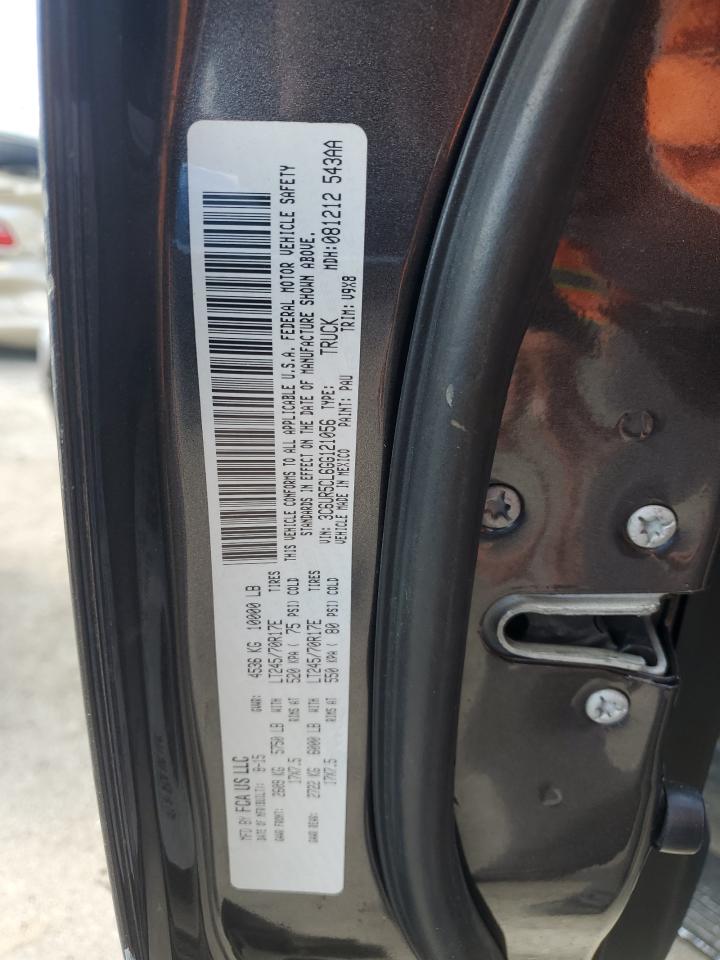 MFD BY FCA US LLC
DATE OF MFD(BUILT): 8-15 GVWR: 4536 KG 10000 LB
GAWR FRONT: 2609 KG 5750 LB WITH LT245/70R17E TIRES
17X7.5 RIMS AT 520 KPA ( 75 PSI) COLD
GAWR REAR: 2722 KG 6000 LB WITH LT245/70R17E TIRES
17X7.5 RIMS AT 550 KPA ( 80 PSI) COLD
THIS VEHICLE CONFORMS TO ALL APPLICABLE U.S.A. FEDERAL MOTOR VEHICLE SAFETY
STANDARDS IN EFFECT ON THE DATE OF MANUFACTURE SHOWN ABOVE.
VIN: 3C6UR5CL6GG121056 TYPE: TRUCK MDH:081212 543AA
VEHICLE MADE IN MEXICO PAINT: PAU TRIM: V9X8